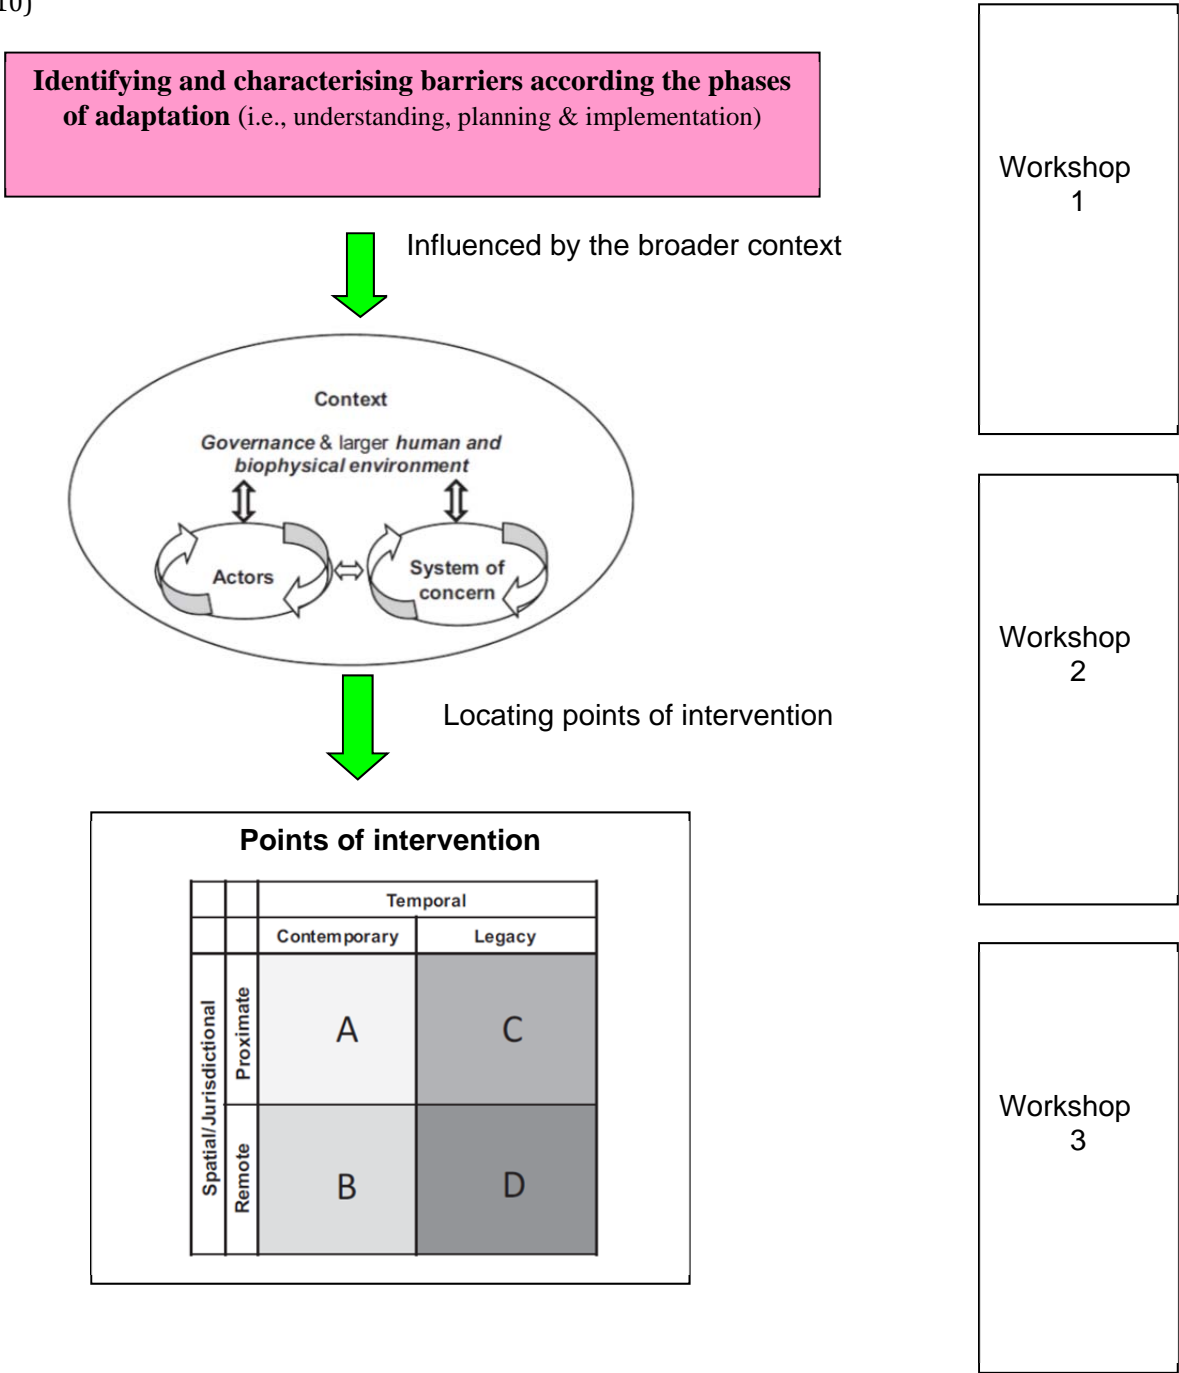 10)
Identifying and characterising barriers according the phases
of adaptation (i.e., understanding, planning & implementation)
Influenced by the broader context
Context
Governance & larger human and
biophysical environment
Actors
System of
concern
Locating points of intervention
Points of intervention
Temporal
Contemporary
Legacy
Spatial/Jurisdictional
Proximate
A
C
Remote
B
D
Workshop
1
Workshop
2
Workshop
3